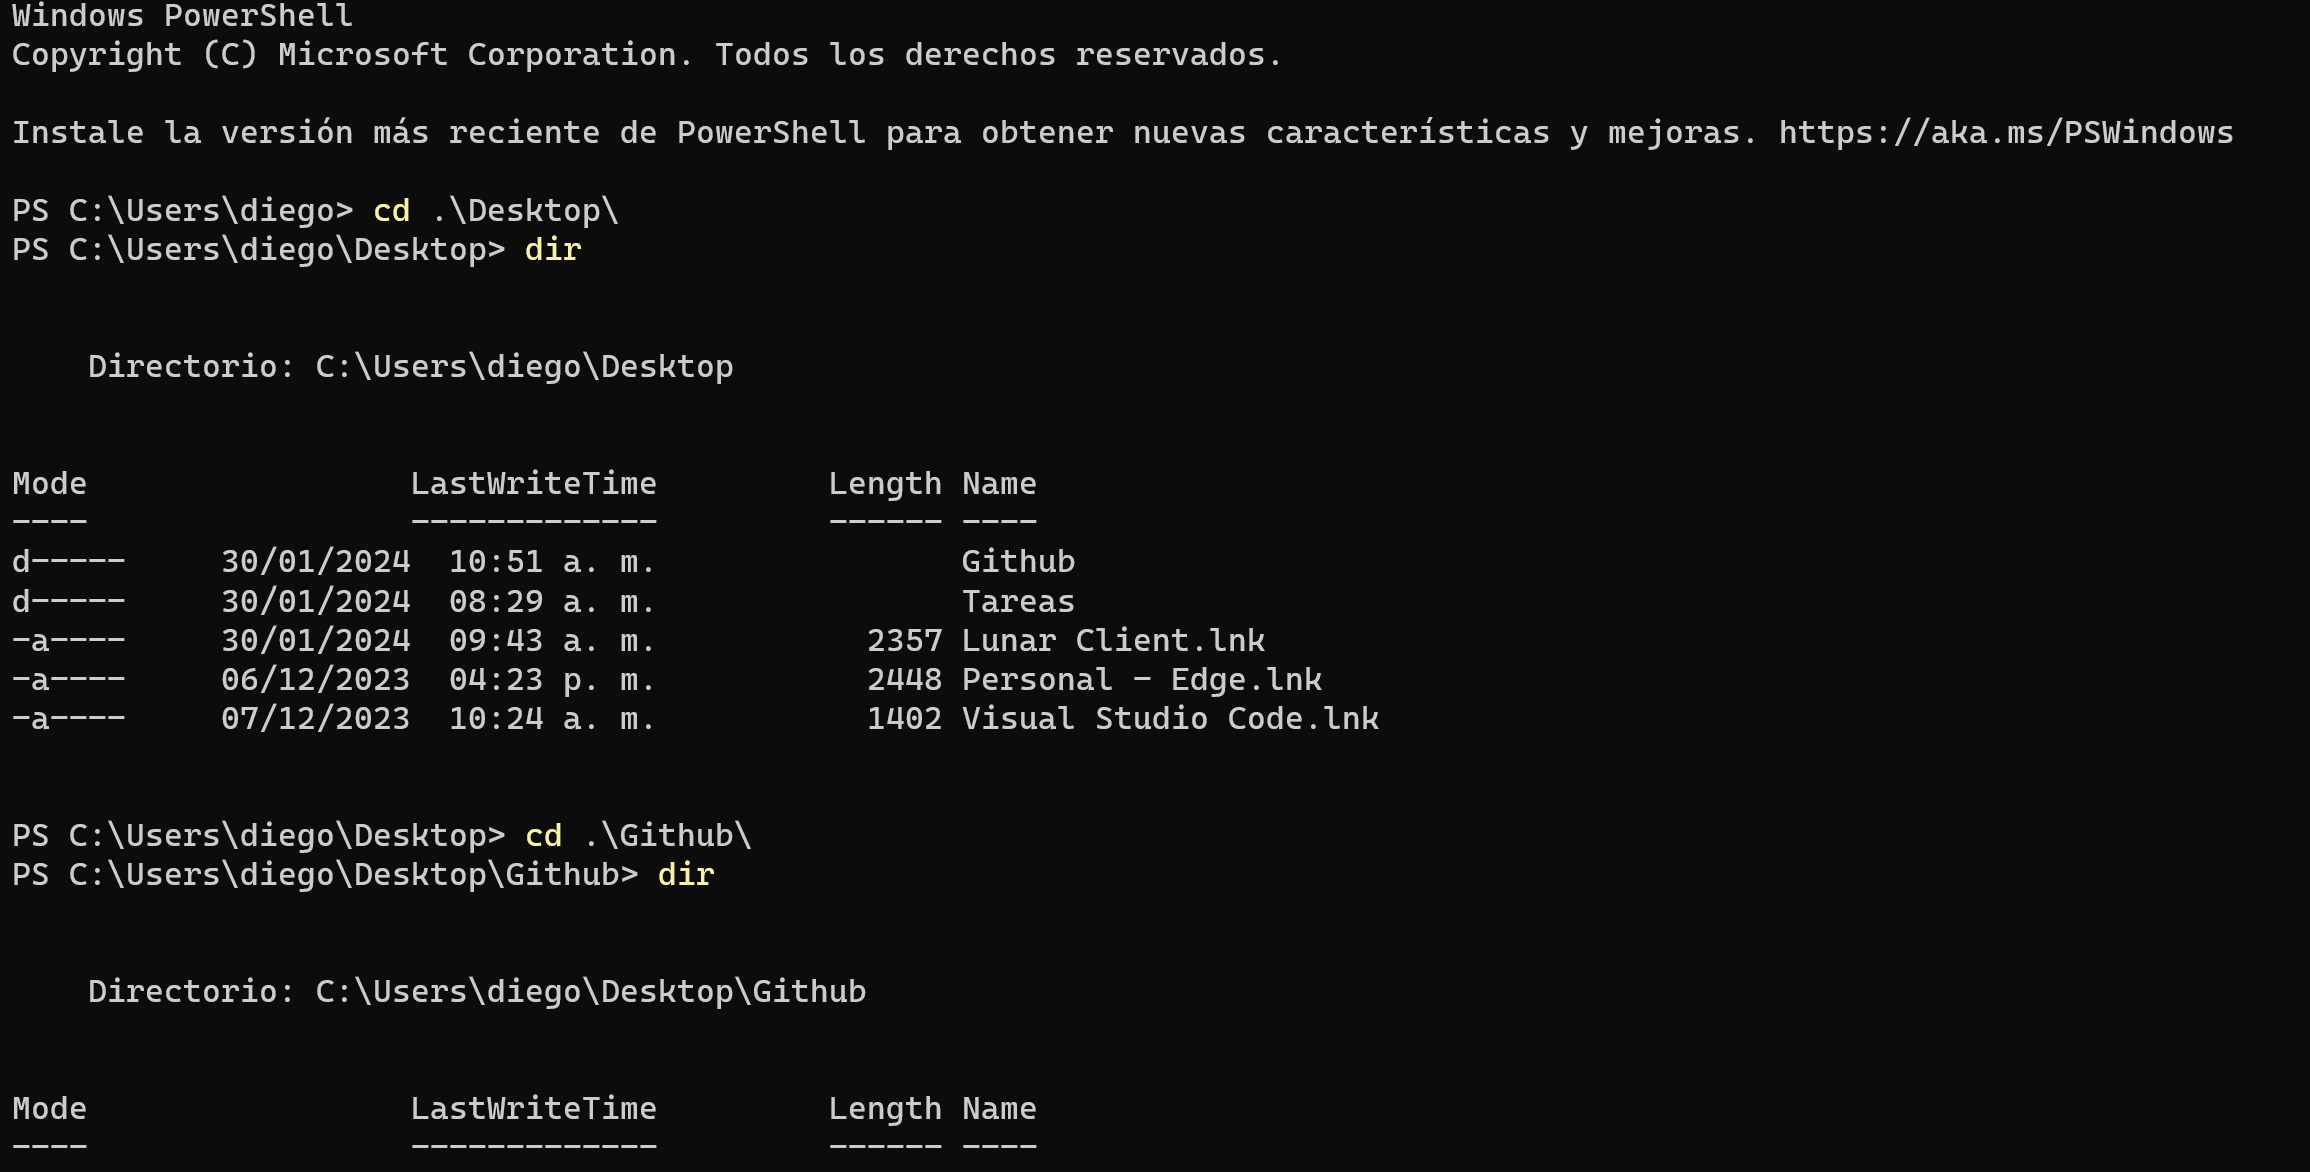 Windows PowerShell
Copyright (C) Microsoft Corporation. Todos los derechos reservados.
Instale la versión más reciente de PowerShell para obtener nuevas características y mejoras. https://aka.ms/PSWindows
PS C:\Users\diego> cd .\Desktop\
PS C:\Users\diego\Desktop> dir
    Directorio: C:\Users\diego\Desktop
Mode                 LastWriteTime         Length Name
----                 -------------         ------ ----
d-----     30/01/2024  10:51 a. m.                Github
d-----     30/01/2024  08:29 a. m.                Tareas
-a----     30/01/2024  09:43 a. m.           2357 Lunar Client.lnk
-a----     06/12/2023  04:23 p. m.           2448 Personal - Edge.lnk
-a----     07/12/2023  10:24 a. m.           1402 Visual Studio Code.lnk
PS C:\Users\diego\Desktop> cd .\Github\
PS C:\Users\diego\Desktop\Github> dir
    Directorio: C:\Users\diego\Desktop\Github
Mode                 LastWriteTime         Length Name
----                 -------------         ------ ----